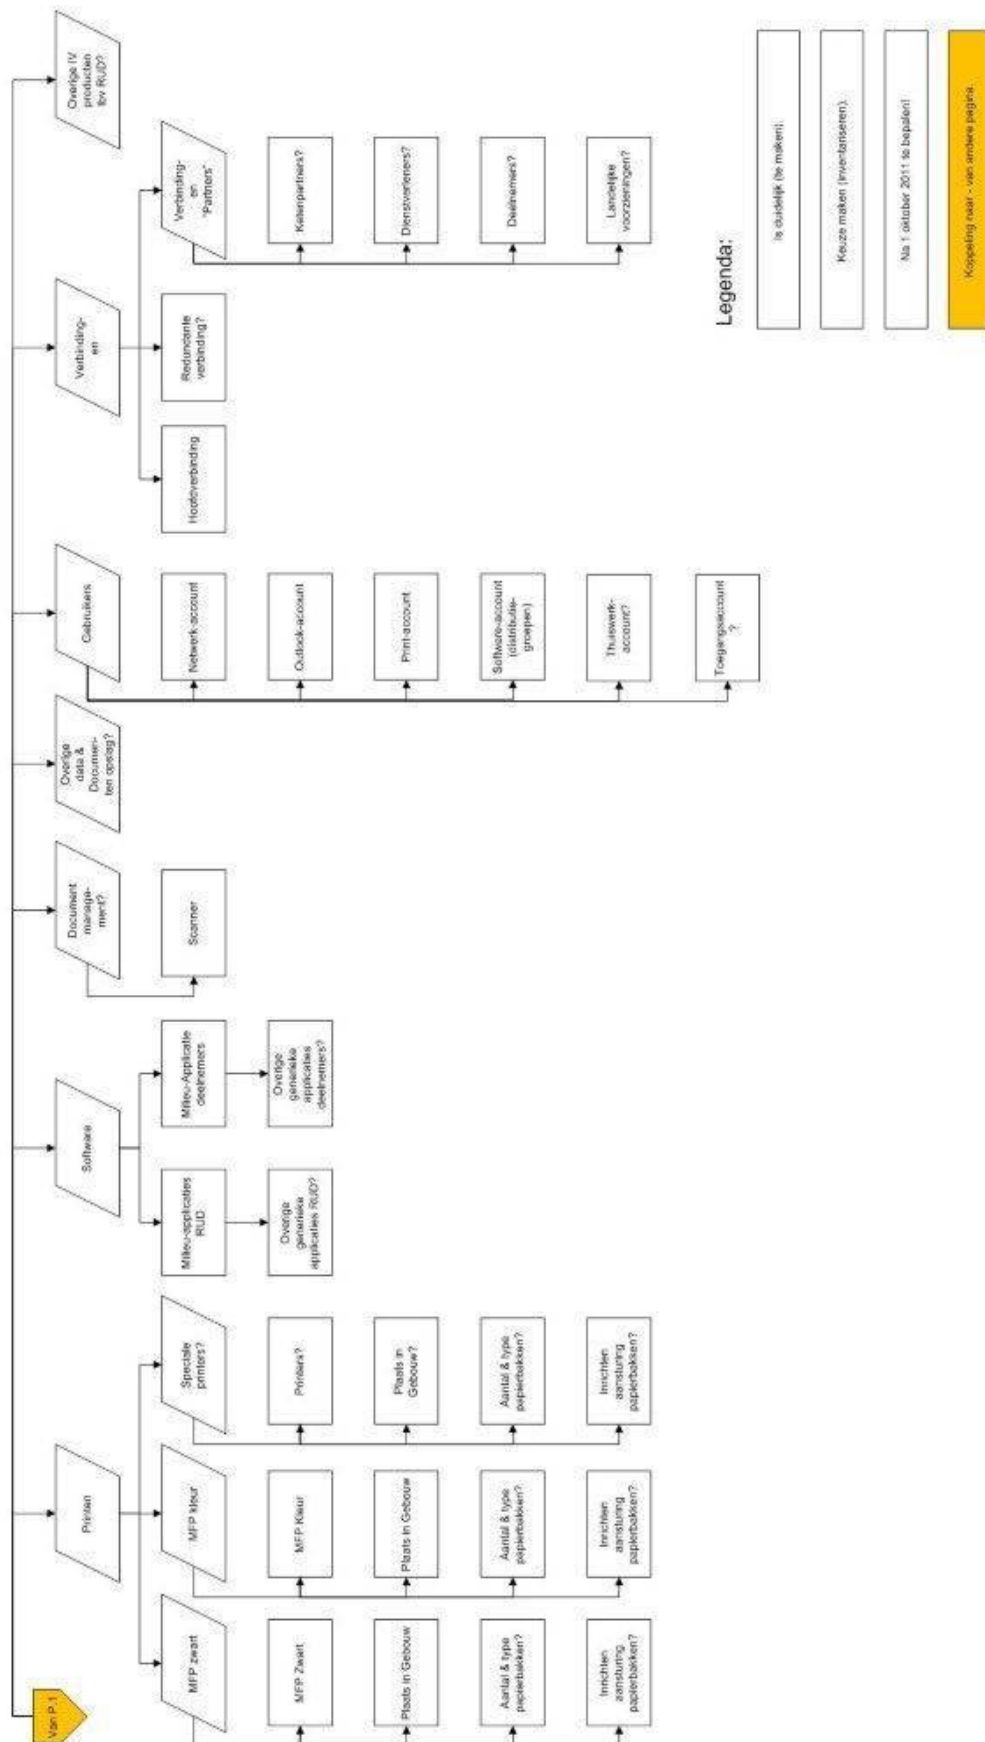 Van P.1
Printen
MFP zwart
MFP Zwart
Plaats in Gebouw
Aantal & type
papierbakken?
Inrichten
aansturing
papierbakken?
MFP kleur
MFP Kleur
Plaats in Gebouw
Aantal & type
papierbakken?
Inrichten
aansturing
papierbakken?
Speciale
printers?
Printers?
Plaats in
Gebouw?
Aantal & type
papierbakken?
Inrichten
aansturing
papierbakken?
Software
Milieu-applicaties
RUD
Overige
generieke
applicaties RUD?
Milieu-Applicatie
deelnemers
Overige
generieke
applicaties
deelnemers?
Document
manage-
ment?
Scanner
Overige
data &
Documen-
ten opslag?
Gebruikers
Netwerk-account
Outlook-account
Print-account
Software-account
(distributie-
groepen)
Thuiswerk-
account?
Toegangsaccount
?
Verbinding-
en
Hoofdverbinding
Redundante
verbinding?
Verbinding-
en
"Partners"
Ketenpartners?
Dienstverleners?
Deelnemers?
Landelijke
voorzieningen?
Overige IV
producten
tbv RUD?
Legenda:
Is duidelijk (te maken).
Keuze maken (inventariseren).
Na 1 oktober 2011 te bepalen!
Koppeling naar - van andere pagina.